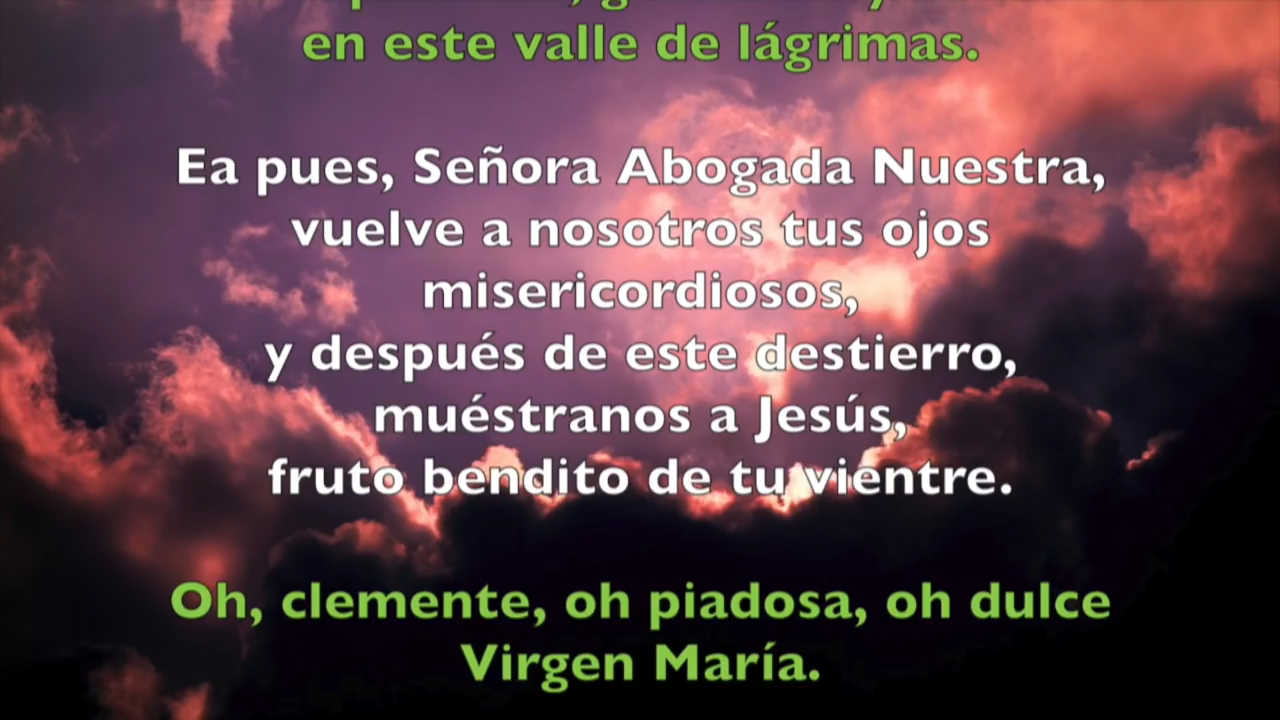 en este valle de lágrimas.
Ea pues, Señora Abogada Nuestra,
vuelve a nosotros tus ojos
misericordiosos,
y después de este destierro,
muéstranos a Jesús,
fruto bendito de tu vientre.
Oh, clemente, oh piadosa, oh dulce
Virgen María.